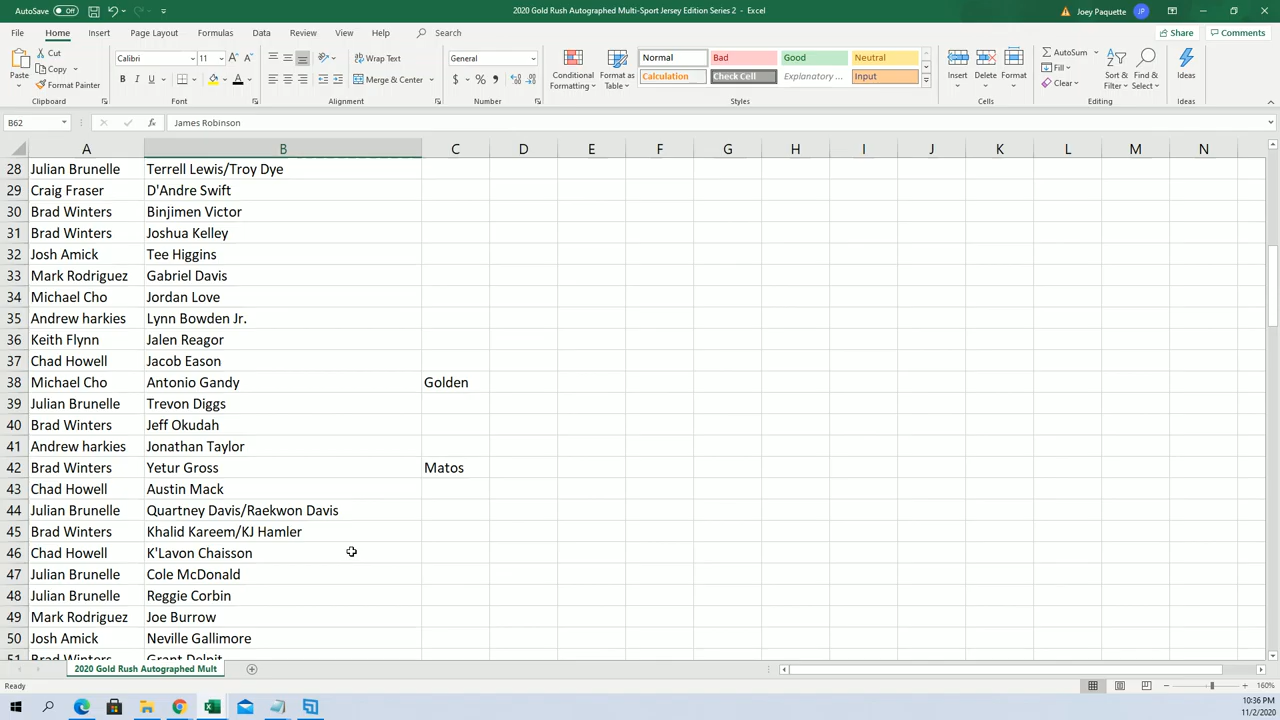 AutoSave Off 2020 Gold Rush Autographed Multi-Sport Jersey Edition Series 2 - Excel Joey Paquette JP
File Home Insert Page Layout Formulas Data Review View Help Search Share Comments
Paste Cut Copy Format Painter Clipboard
Calibri 11 A A B I U A Font
Merge & Center Alignment
General $ % , Number
Conditional Formatting Format as Table Normal Bad Good Neutral
Calculation Check Cell Explanatory ... Input Styles
Insert Delete Format Cells
AutoSum Fill Clear Sort & Filter Find & Select Editing
Ideas Ideas
B62 fx James Robinson
A B C D E F G H I J K L M N
28 Julian Brunelle Terrell Lewis/Troy Dye
29 Craig Fraser D'Andre Swift
30 Brad Winters Binjimen Victor
31 Brad Winters Joshua Kelley
32 Josh Amick Tee Higgins
33 Mark Rodriguez Gabriel Davis
34 Michael Cho Jordan Love
35 Andrew harkies Lynn Bowden Jr.
36 Keith Flynn Jalen Reagor
37 Chad Howell Jacob Eason
38 Michael Cho Antonio Gandy Golden
39 Julian Brunelle Trevon Diggs
40 Brad Winters Jeff Okudah
41 Andrew harkies Jonathan Taylor
42 Brad Winters Yetur Gross Matos
43 Chad Howell Austin Mack
44 Julian Brunelle Quartney Davis/Raekwon Davis
45 Brad Winters Khalid Kareem/KJ Hamler
46 Chad Howell K'Lavon Chaisson
47 Julian Brunelle Cole McDonald
48 Julian Brunelle Reggie Corbin
49 Mark Rodriguez Joe Burrow
50 Josh Amick Neville Gallimore
51 Brad Winters Grant Delpit
2020 Gold Rush Autographed Mult
Ready 160%
10:36 PM
11/2/2020